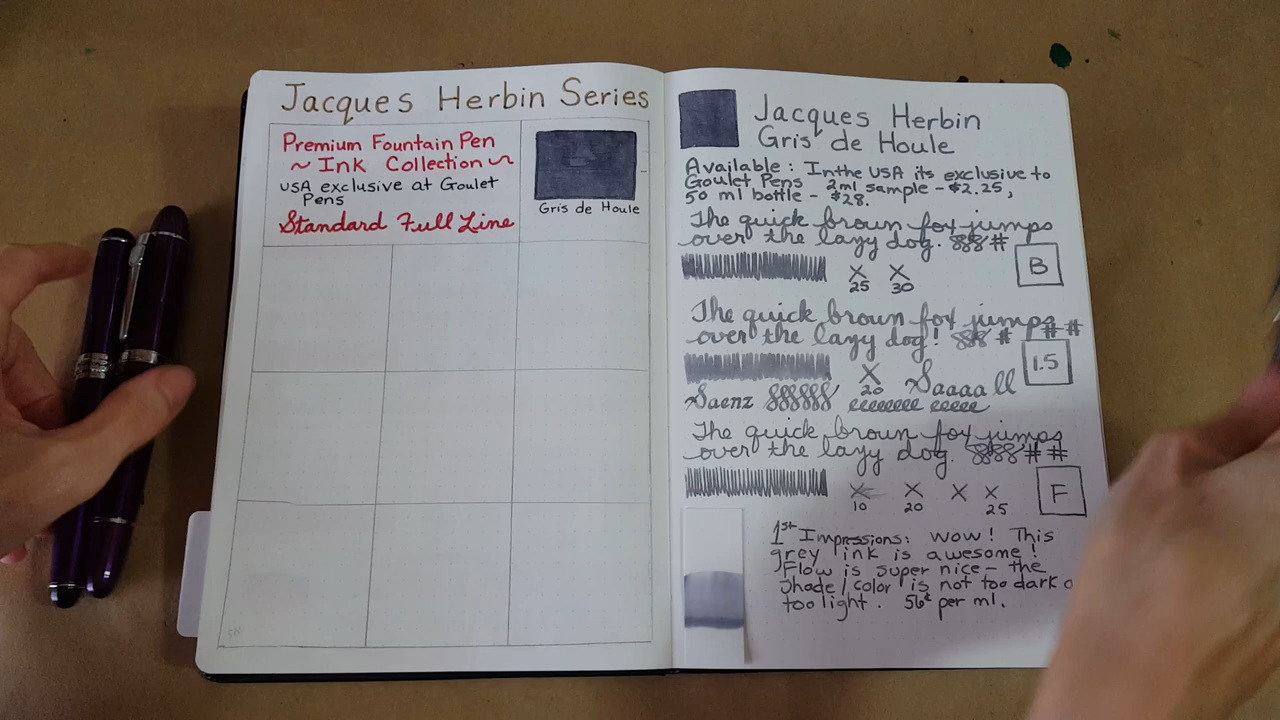 Jacques Herbin Series
Premium Fountain Pen
~ Ink Collection ~
USA exclusive at Goulet
Pens
Standard Full Line
Gris de Houle
Jacques Herbin
Gris de Houle
Available : In the USA its exclusive to
Goulet Pens 2ml sample - $2.25,
50 ml bottle - $28.
The quick brown fox jumps
over the lazy dog. 888 #
B
X X
25 30
The quick brown fox jumps
over the lazy dog! 88 # # #
1.5
X
20
Saaaall
Saenz 888888 eeeeeeee eeeee
The quick brown fox jumps
over the lazy dog. 888 # #
F
X X X X
10 20 25
1st Impressions: wow! This
grey ink is awesome!
Flow is super nice - the
shade/color is not too dark
too light. 56¢ per ml.